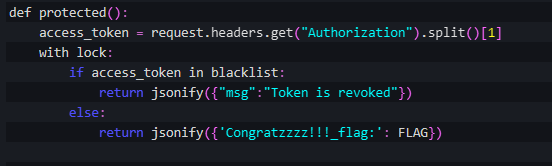 def protected():
    access_token = request.headers.get("Authorization").split()[1]
    with lock:
        if access_token in blacklist:
            return jsonify({"msg":"Token is revoked"})
        else:
            return jsonify({'Congratzzzz!!!_flag:': FLAG})